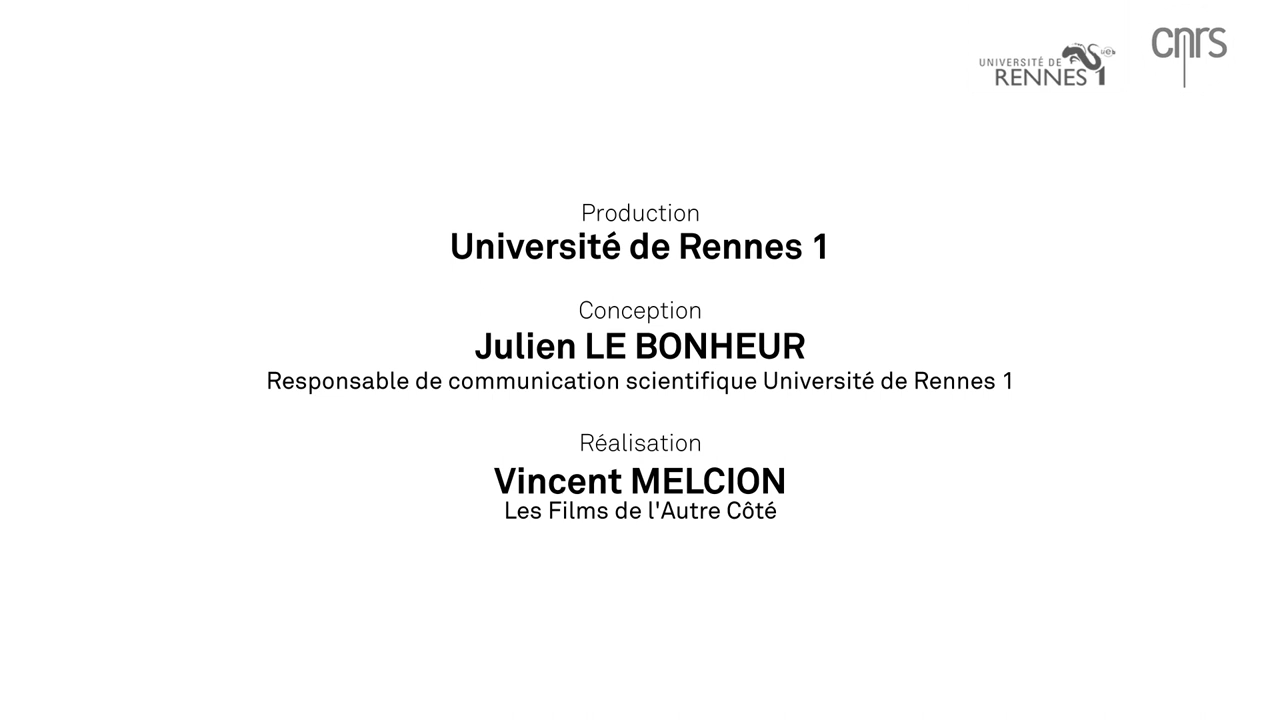 UNIVERSITÉ DE
RENNES 1
cnrs
Production
Université de Rennes 1
Conception
Julien LE BONHEUR
Responsable de communication scientifique Université de Rennes 1
Réalisation
Vincent MELCION
Les Films de l'Autre Côté